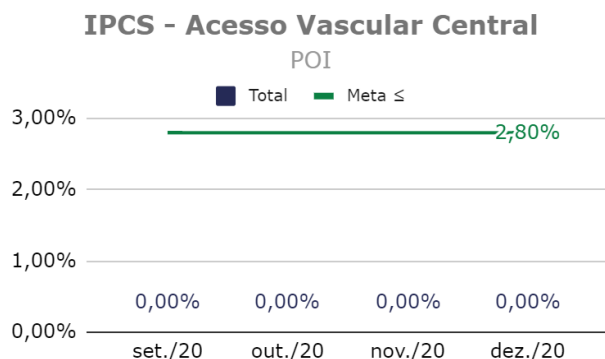 IPCS - Acesso Vascular Central
POI
Total Meta ≤
3,00%
2,80%
2,00%
1,00%
0,00% 0,00% 0,00% 0,00%
0,00%
set./20 out./20 nov./20 dez./20